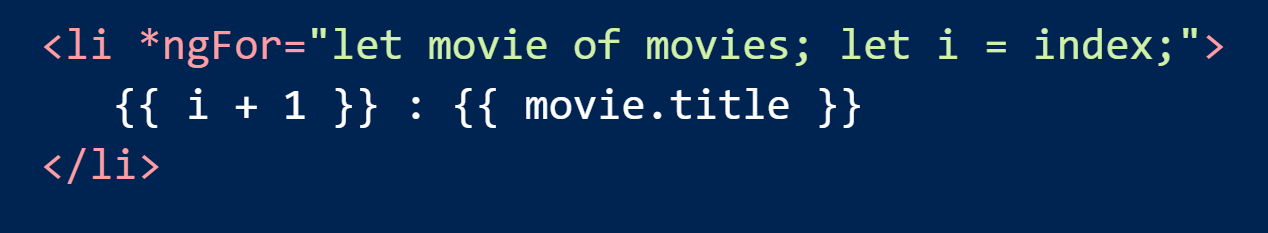 <li *ngFor="let movie of movies; let i = index;">
{{ i + 1 }} : {{ movie.title }}
</li>